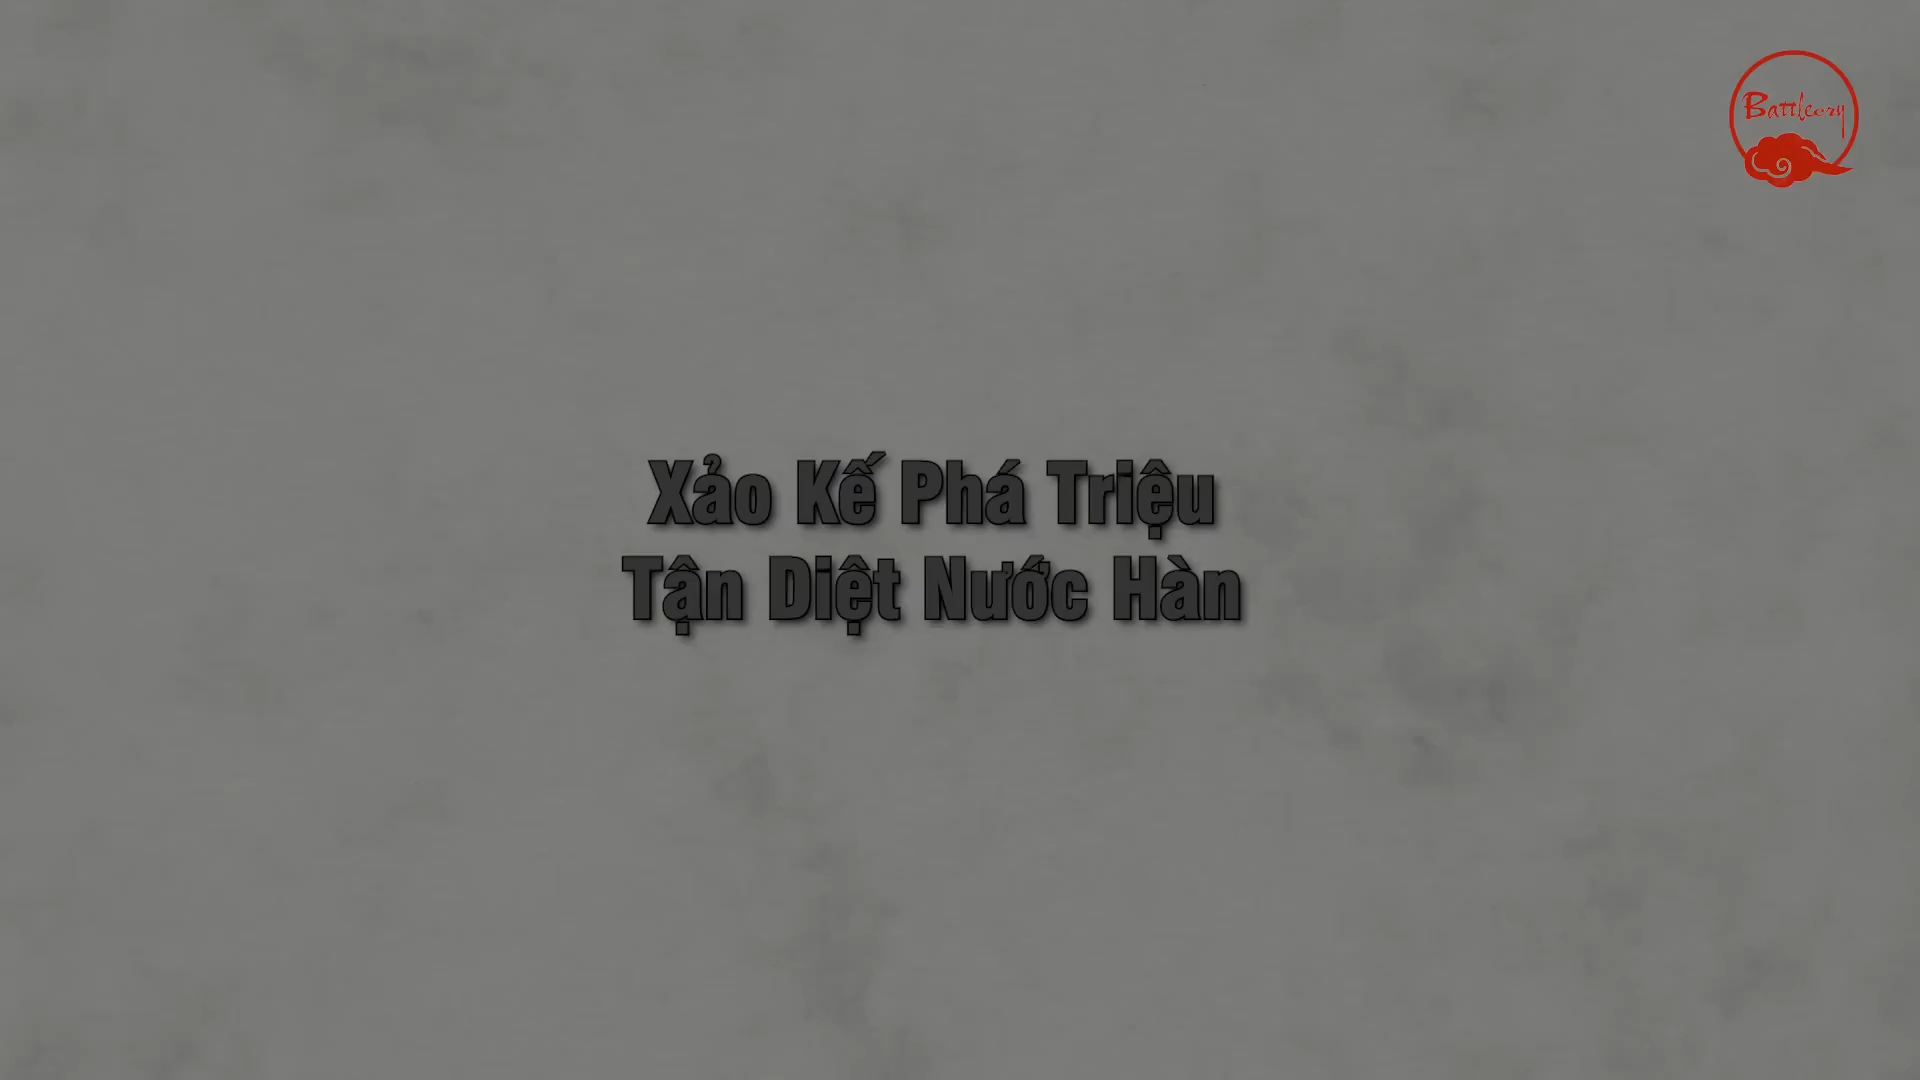 Battlecry
Xảo Kế Phá Triệu
Tận Diệt Nước Hàn